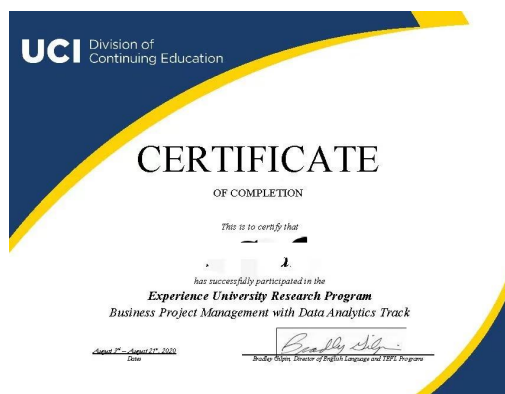 UCI Division of
Continuing Education
CERTIFICATE
OF COMPLETION
This is to certify that
has successfully participated in the
Experience University Research Program
Business Project Management with Data Analytics Track
August 3rd – August 21st, 2020
Dates
Bradley Gilpin
Bradley Gilpin, Director of English Language and TEFL Programs